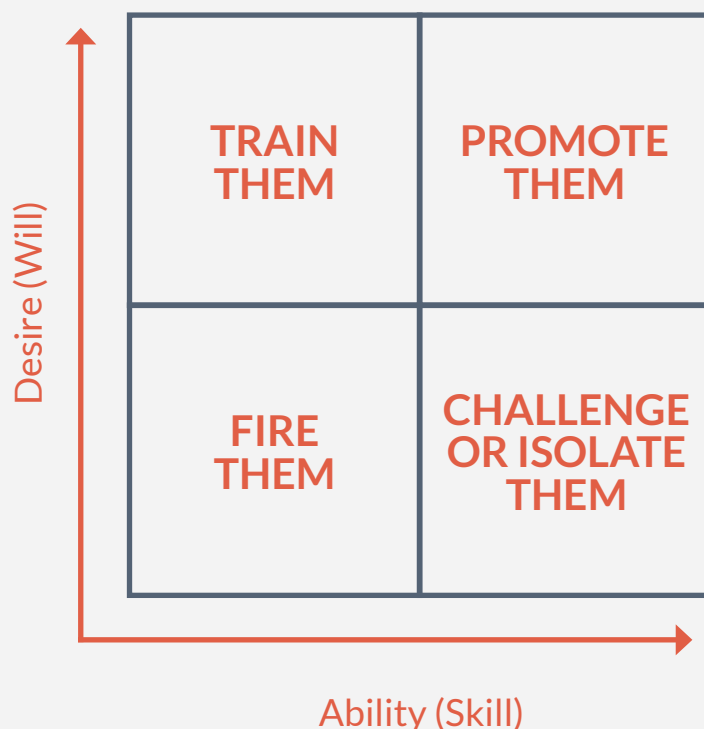 TRAIN
THEM
PROMOTE
THEM
Desire (Will)
FIRE
THEM
CHALLENGE
OR ISOLATE
THEM
Ability (Skill)